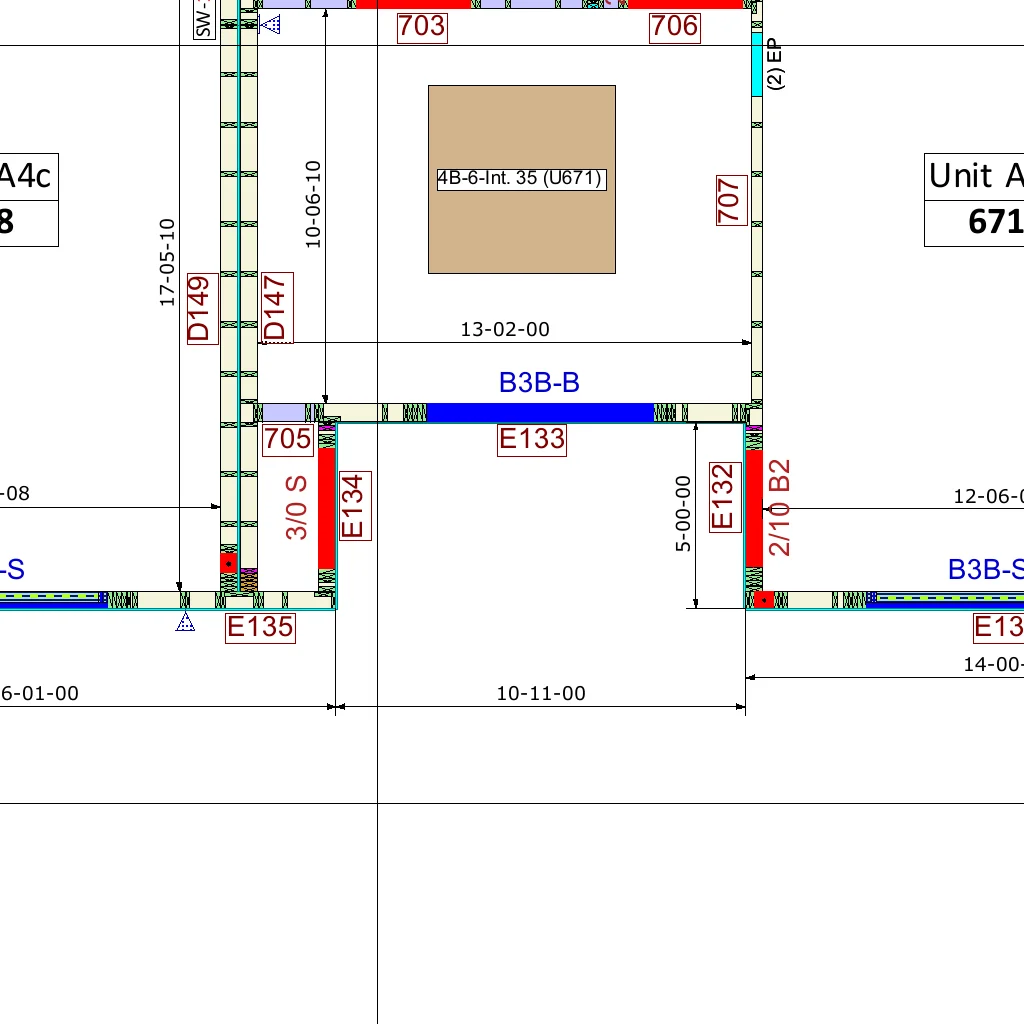 SW-
703
706
(2) EP
A4c
8
4B-6-Int. 35 (U671)
Unit A
671
707
10-06-10
17-05-10
D149
D147
13-02-00
B3B-B
705
E133
3/0 S
E134
5-00-00
E132
2/10 B2
-08
12-06-0
-S
B3B-S
E135
E13
14-00-
6-01-00
10-11-00